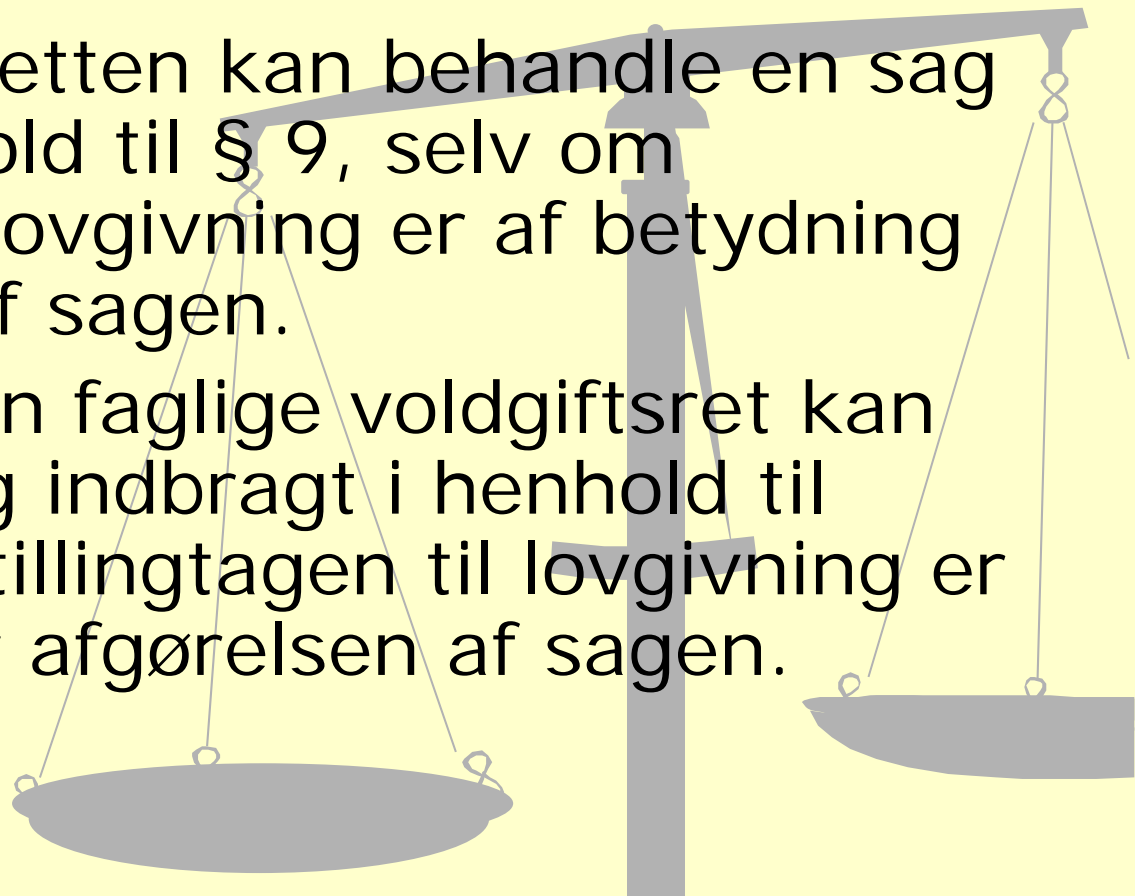 etten kan behandle en sag
old til § 9, selv om
ovgivning er af betydning
f sagen.
n faglige voldgiftsret kan
g indbragt i henhold til
tillingtagen til lovgivning er
afgørelsen af sagen.